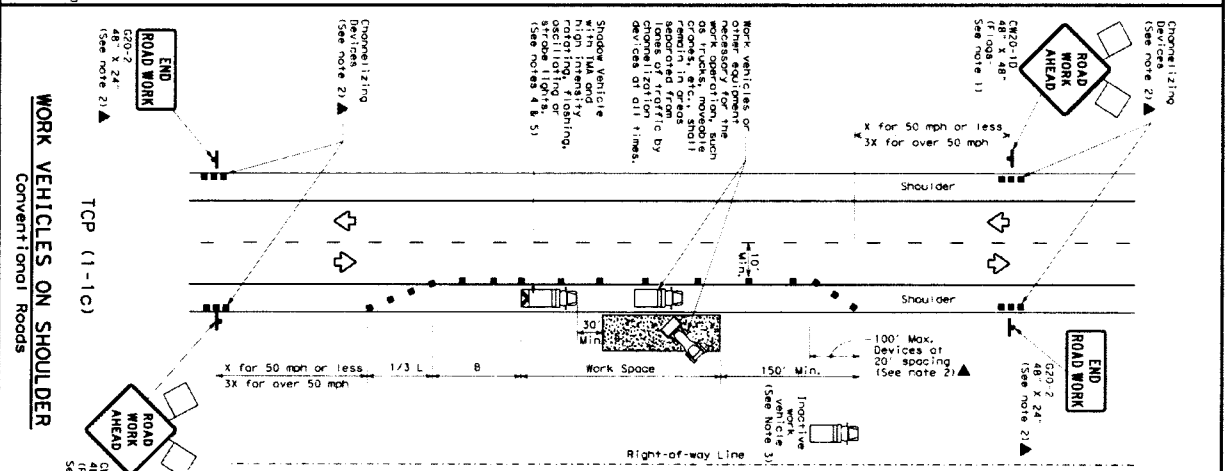 Channelizing
Devices
(See note 2) ▲
ROAD
WORK
AHEAD
CW20-1D
48" X 48"
(Flags-
See note 1)
Work vehicles or
other equipment
necessary for the
work operation, such
as trucks, moveable
cranes, etc., shall
remain in areas
separated from
lanes of traffic by
channelization
devices at all times.
Shadow Vehicle
with TMA and
high intensity
rotating, flashing,
oscillating or
strobe lights.
(See notes 4 & 5)
Channelizing
Devices
(See note 2) ▲
END
ROAD WORK
G20-2
48" X 24"
(See note 2) ▲
X for 50 mph or less
3X for over 50 mph
Shoulder
10'
Min.
Shoulder
30'
Min
X for 50 mph or less
3X for over 50 mph
1/3 L
B
Work Space
150' Min.
100' Max.
Devices at
20' spacing
(See note 2) ▲
Inactive
work
vehicle
(See Note 3)
END
ROAD WORK
G20-2
48" X 24"
(See note 2) ▲
ROAD
WORK
AHEAD
Right-of-way Line
TCP (1-1c)
WORK VEHICLES ON SHOULDER
Conventional Roads